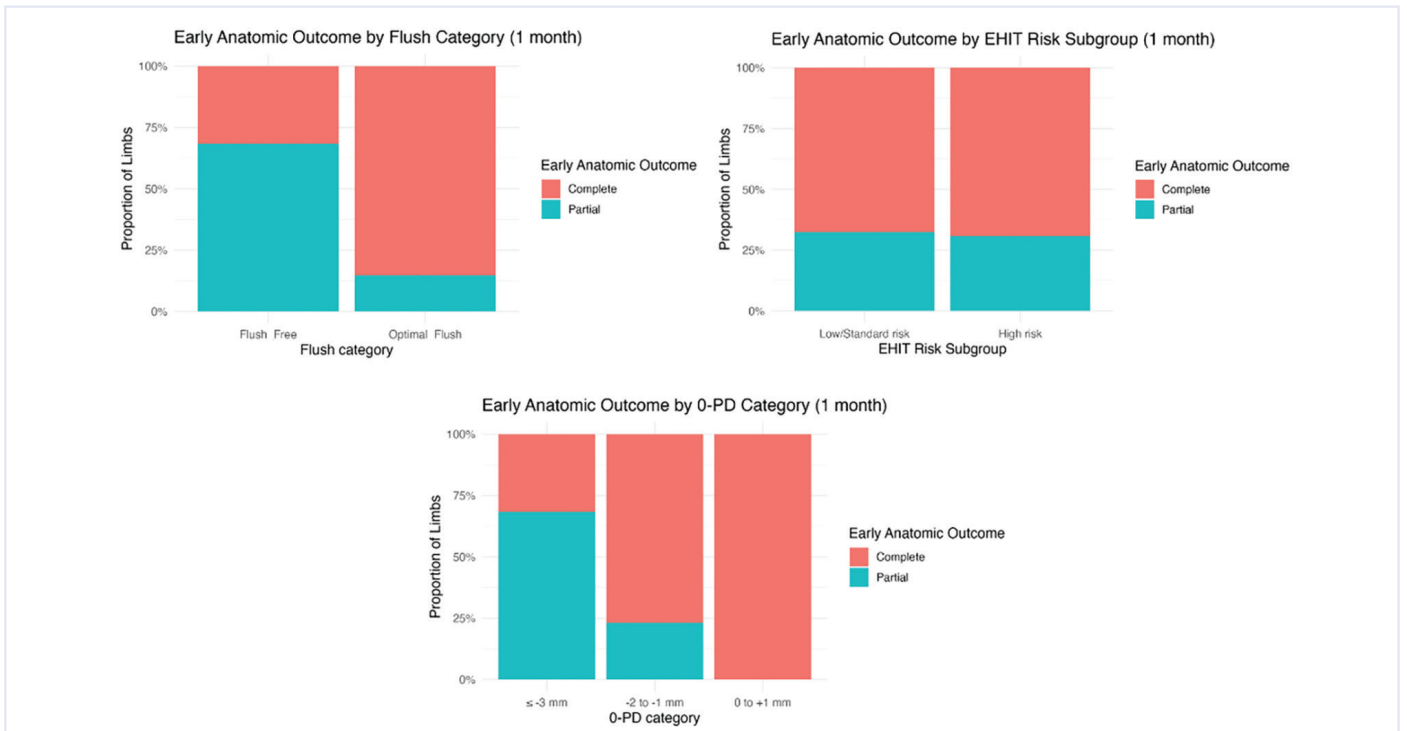 Early Anatomic Outcome by Flush Category (1 month)
100%
75%
50%
25%
0%
Proportion of Limbs
Flush Free
Optimal Flush
Flush category
Early Anatomic Outcome
Complete
Partial
Early Anatomic Outcome by EHIT Risk Subgroup (1 month)
100%
75%
50%
25%
0%
Proportion of Limbs
Low/Standard risk
High risk
EHIT Risk Subgroup
Early Anatomic Outcome
Complete
Partial
Early Anatomic Outcome by 0-PD Category (1 month)
100%
75%
50%
25%
0%
Proportion of Limbs
≤ -3 mm
-2 to -1 mm
0 to +1 mm
0-PD category
Early Anatomic Outcome
Complete
Partial